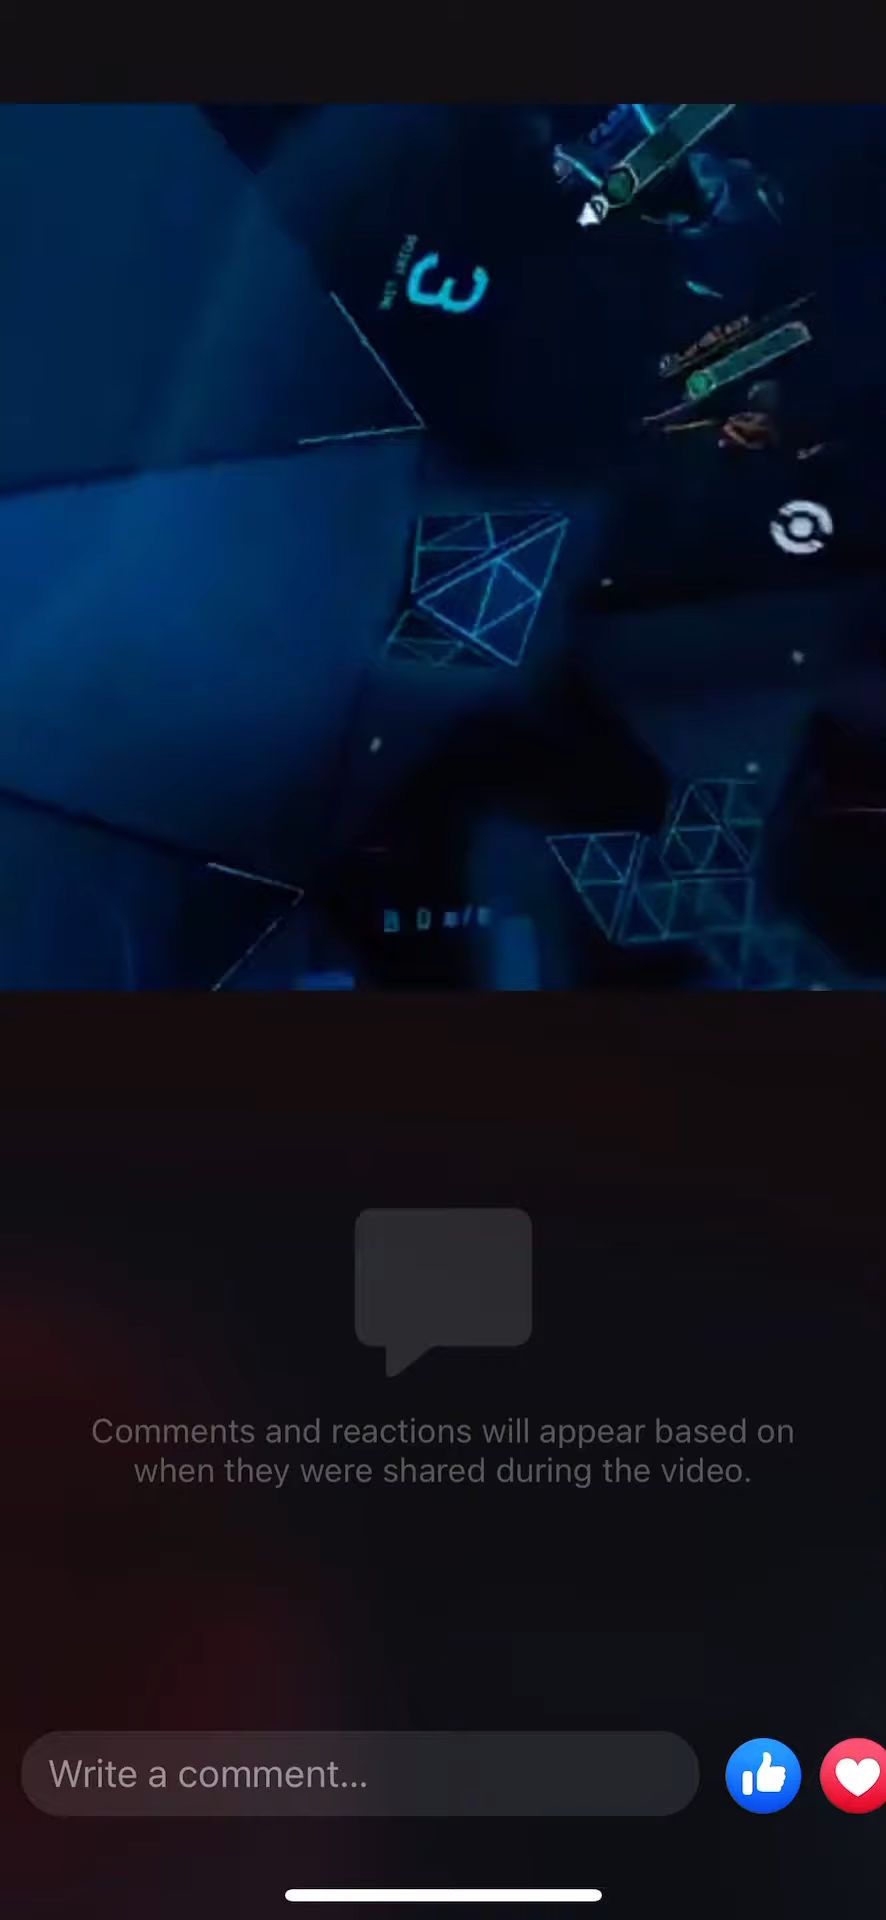 3
Comments and reactions will appear based on
when they were shared during the video.
Write a comment...